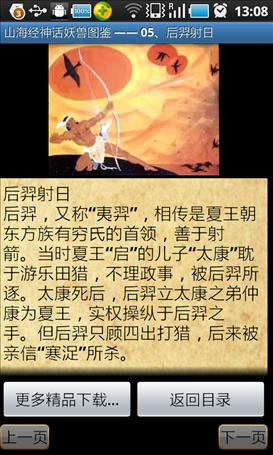 3
100%
13:08
山海经神话妖兽图鉴 —— 05、后羿射日
后羿射日
后羿，又称“夷羿”，相传是夏王朝
东方族有穷氏的首领，善于射
箭。当时夏王“启”的儿子“太康”耽
于游乐田猎，不理政事，被后羿所
逐。太康死后，后羿立太康之弟仲
康为夏王，实权操纵于后羿之
手。但后羿只顾四出打猎，后来被
亲信“寒浞”所杀。
更多精品下载...
返回目录
上一页
下一页